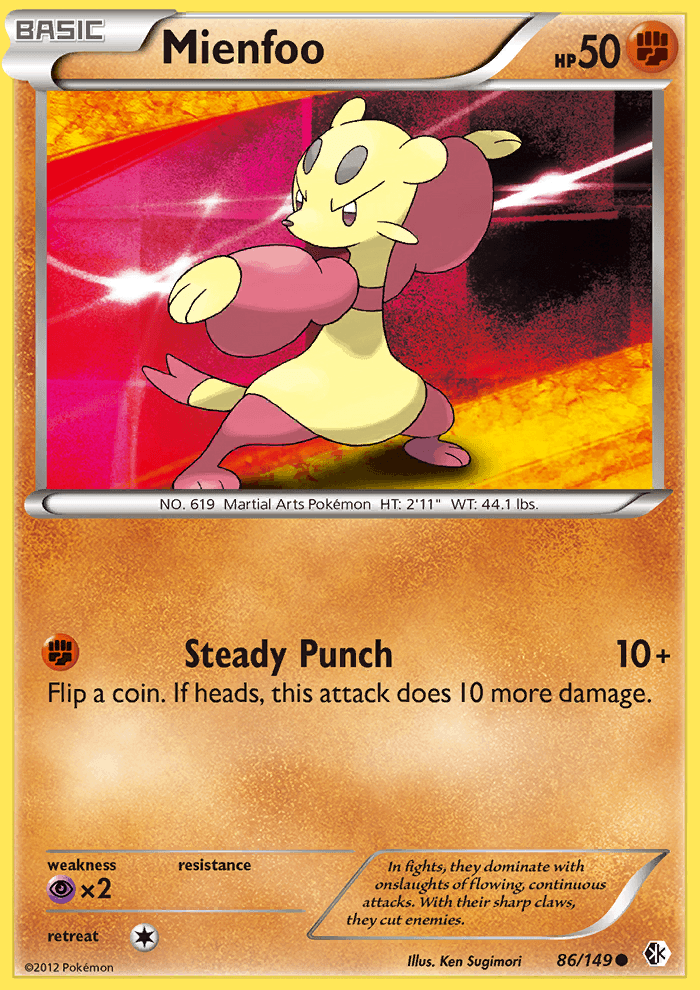 BASIC
Mienfoo
HP50
NO. 619 Martial Arts Pokémon HT: 2'11" WT: 44.1 lbs.
Steady Punch 10+
Flip a coin. If heads, this attack does 10 more damage.
weakness resistance
×2
retreat
In fights, they dominate with
onslaughts of flowing, continuous
attacks. With their sharp claws,
they cut enemies.
©2012 Pokémon
Illus. Ken Sugimori 86/149